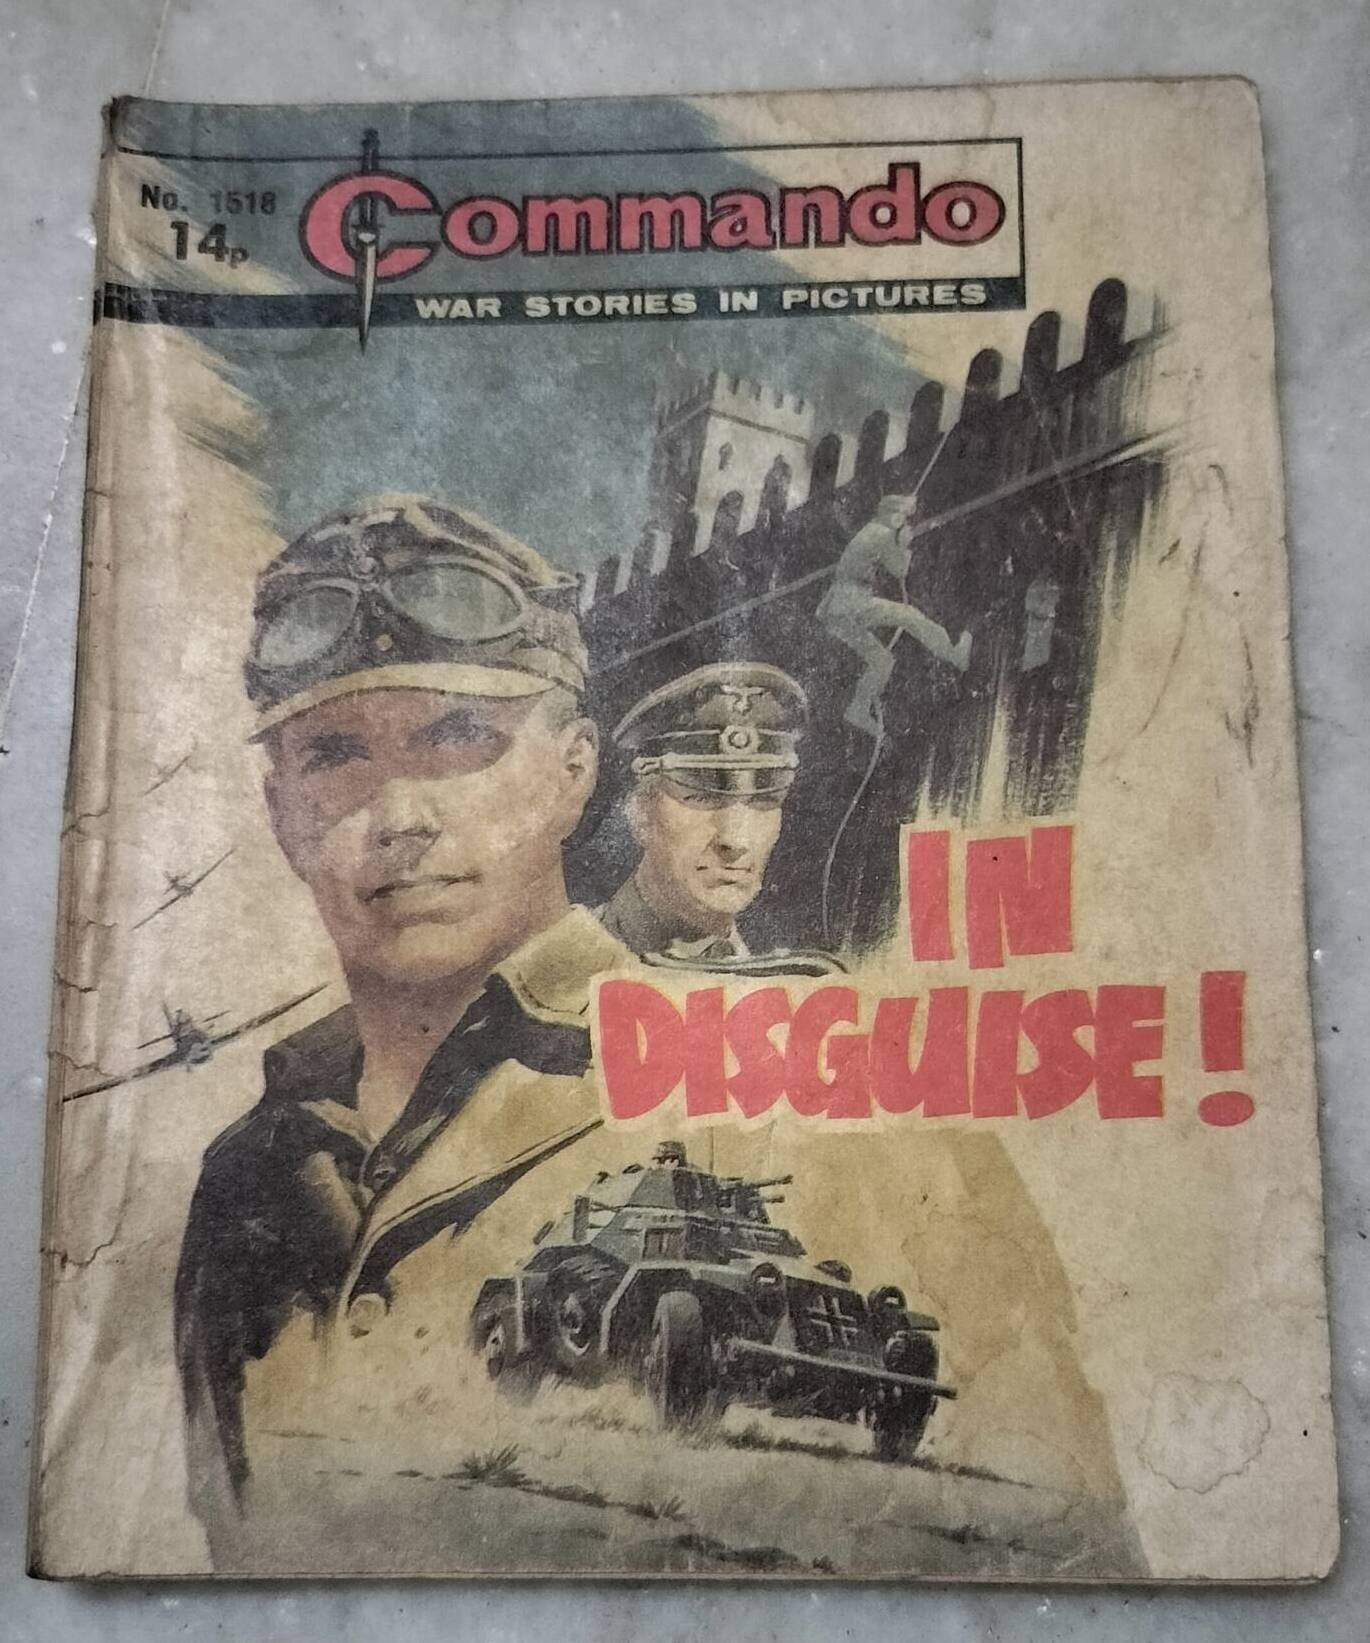 No. 1518
14p
Commando
WAR STORIES IN PICTURES
IN
DISGUISE!